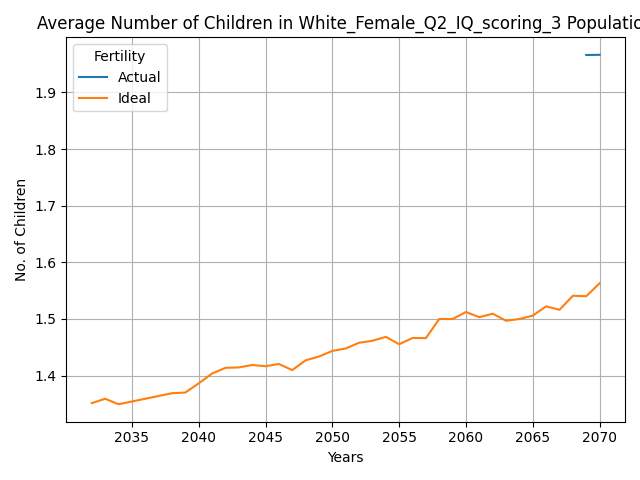 Average Number of Children in White_Female_Q2_IQ_scoring_3 Populatio
Fertility
Actual
Ideal
1.9
1.8
1.7
1.6
1.5
1.4
No. of Children
2035 2040 2045 2050 2055 2060 2065 2070
Years